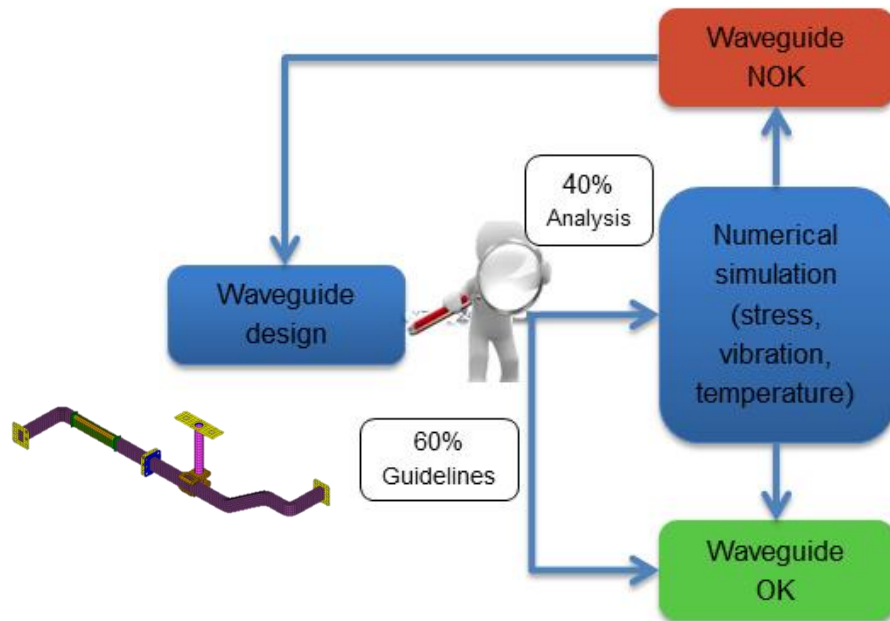 Waveguide
NOK
40%
Analysis
Numerical
simulation
(stress,
vibration,
temperature)
Waveguide
design
60%
Guidelines
Waveguide
OK